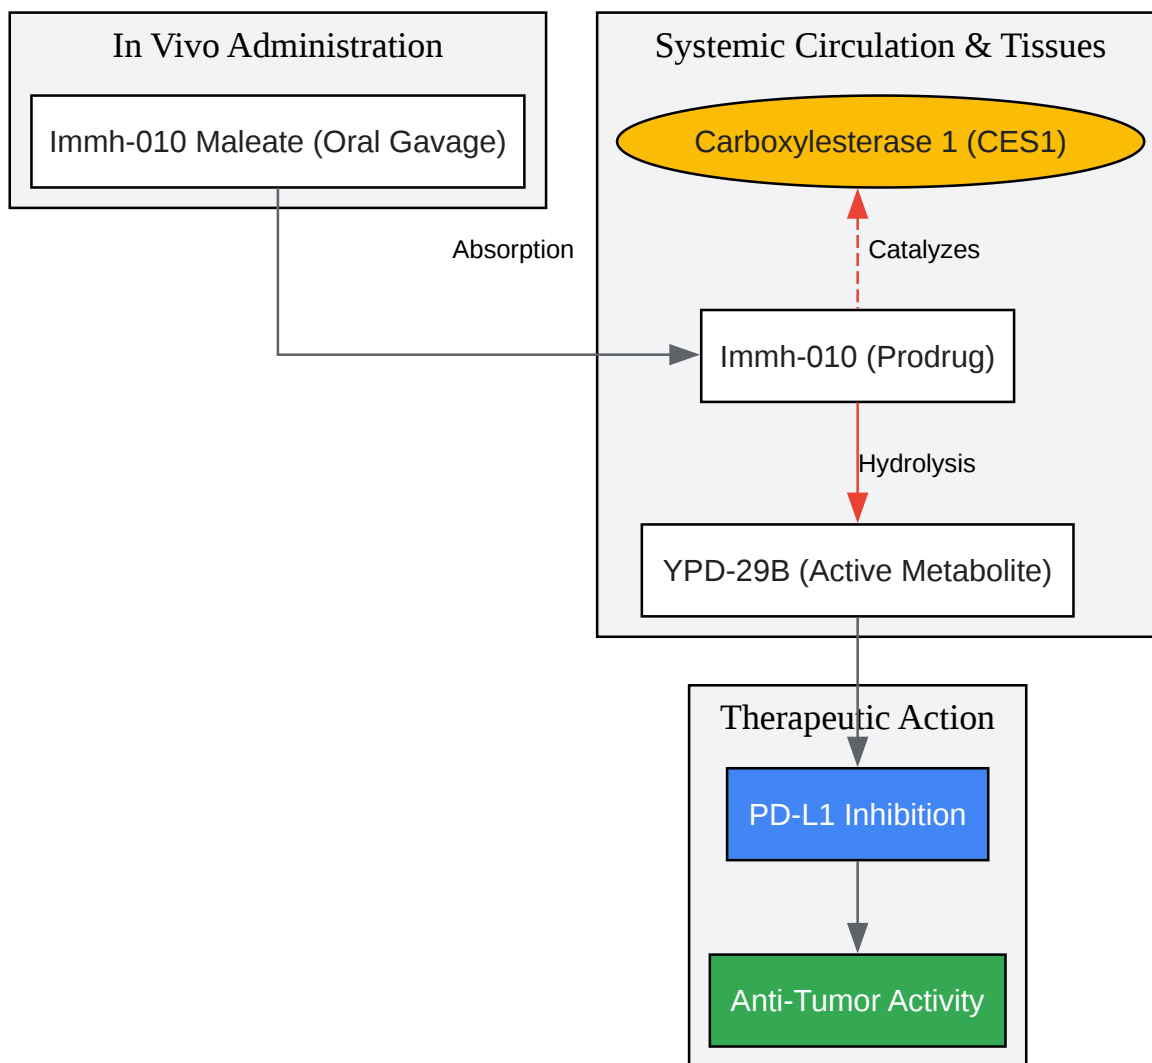 In Vivo Administration
Immh-010 Maleate (Oral Gavage)
Absorption
Systemic Circulation & Tissues
Carboxylesterase 1 (CES1)
Catalyzes
Immh-010 (Prodrug)
Hydrolysis
YPD-29B (Active Metabolite)
Therapeutic Action
PD-L1 Inhibition
Anti-Tumor Activity